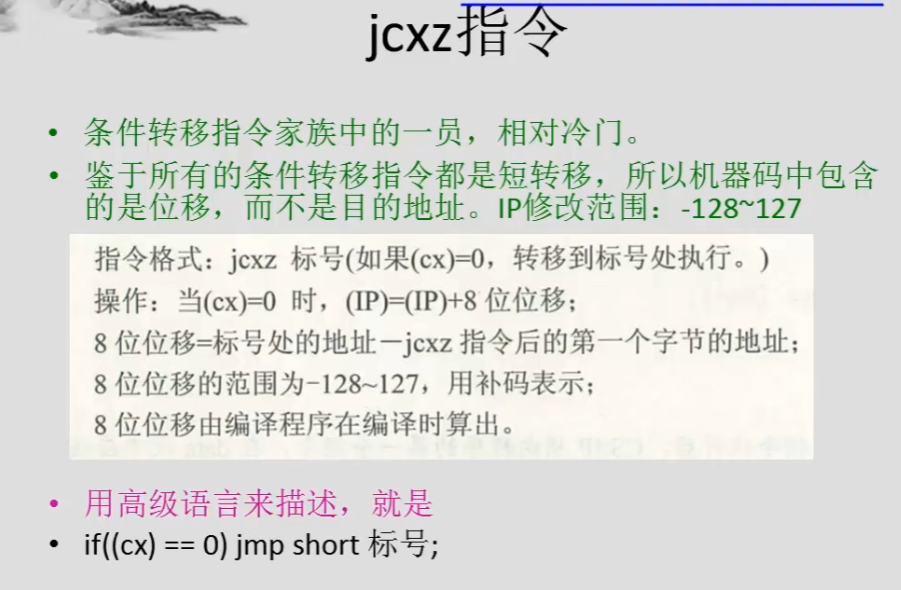 jcxz指令
• 条件转移指令家族中的一员，相对冷门。
• 鉴于所有的条件转移指令都是短转移，所以机器码中包含
的是位移，而不是目的地址。IP修改范围：-128~127
指令格式：jcxz 标号(如果(cx)=0，转移到标号处执行。)
操作：当(cx)=0 时，(IP)=(IP)+8 位位移；
8 位位移=标号处的地址－jcxz 指令后的第一个字节的地址；
8 位位移的范围为-128~127，用补码表示；
8 位位移由编译程序在编译时算出。
• 用高级语言来描述，就是
• if((cx) == 0) jmp short 标号;